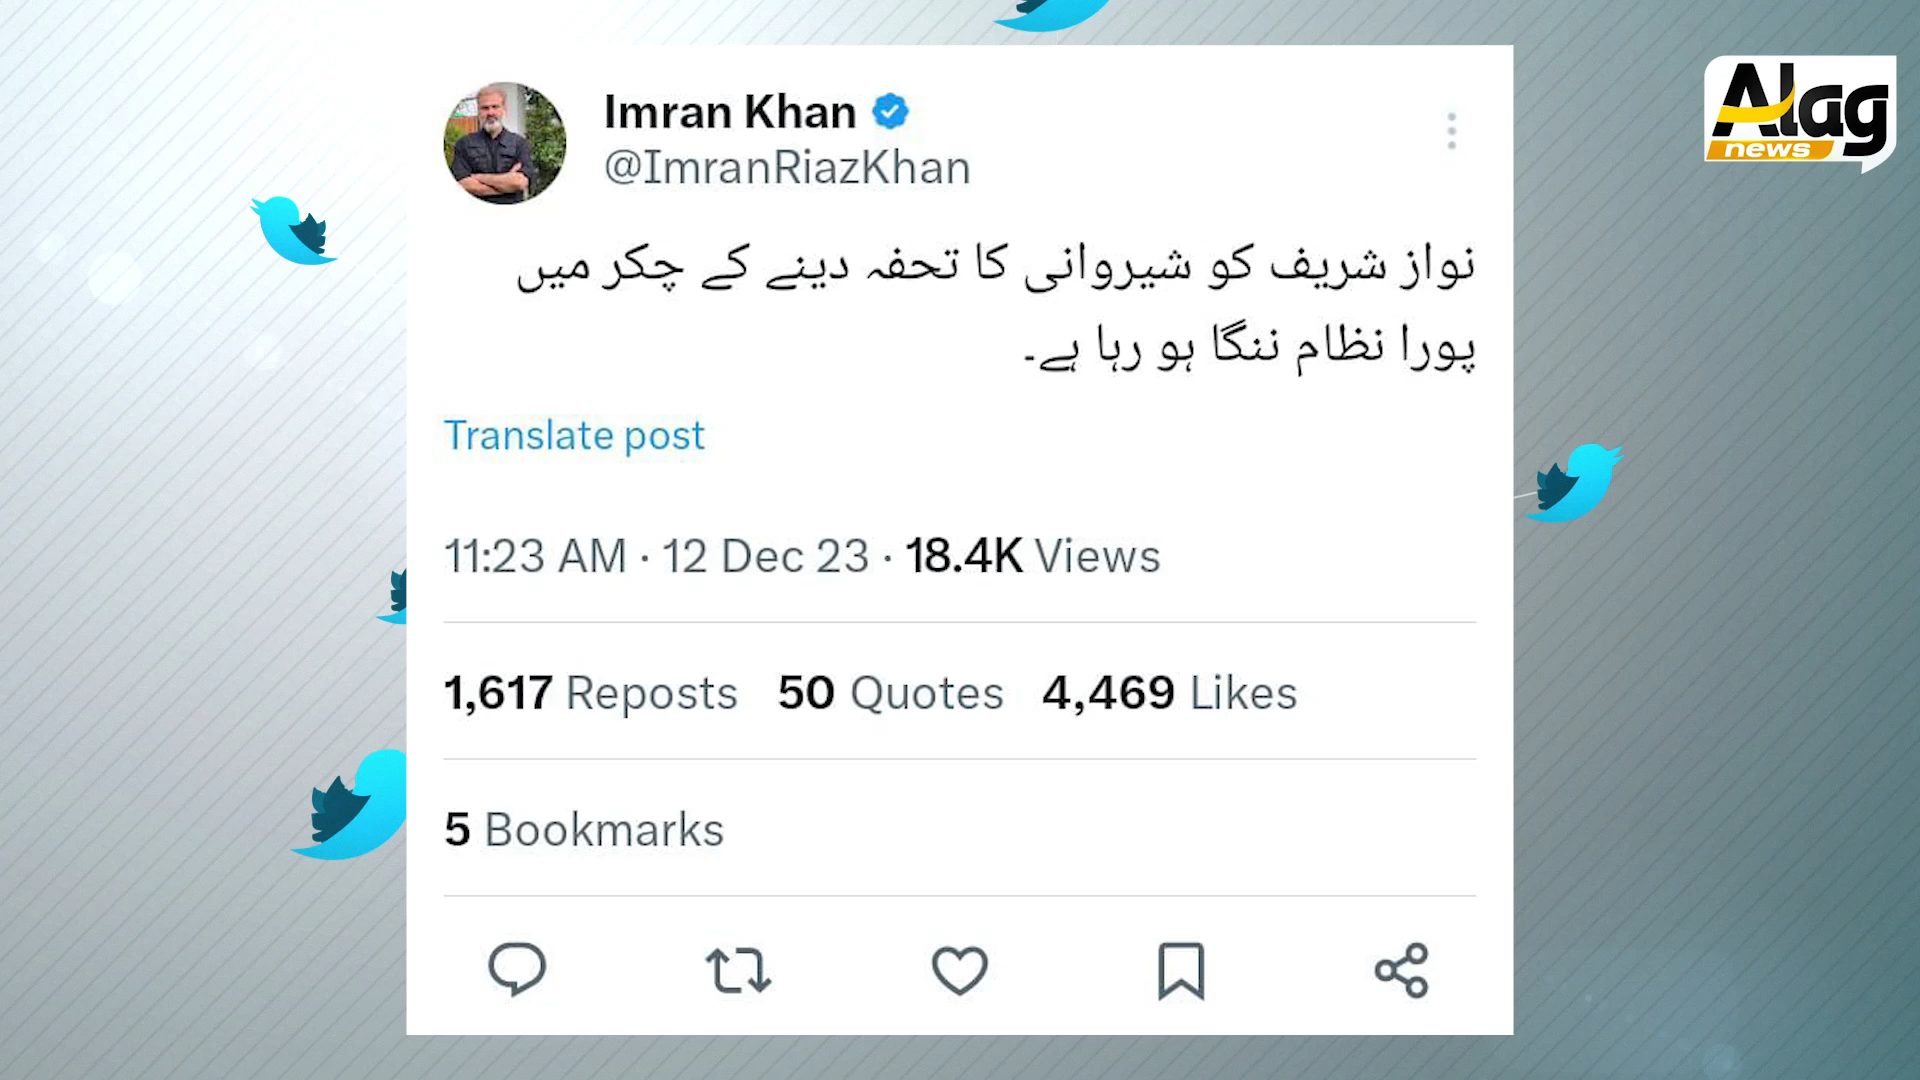 Imran Khan
@ImranRiazKhan
نواز شریف کو شیروانی کا تحفہ دینے کے چکر میں
پورا نظام ننگا ہو رہا ہے۔
Translate post
11:23 AM · 12 Dec 23 · 18.4K Views
1,617 Reposts 50 Quotes 4,469 Likes
5 Bookmarks
Alag
news